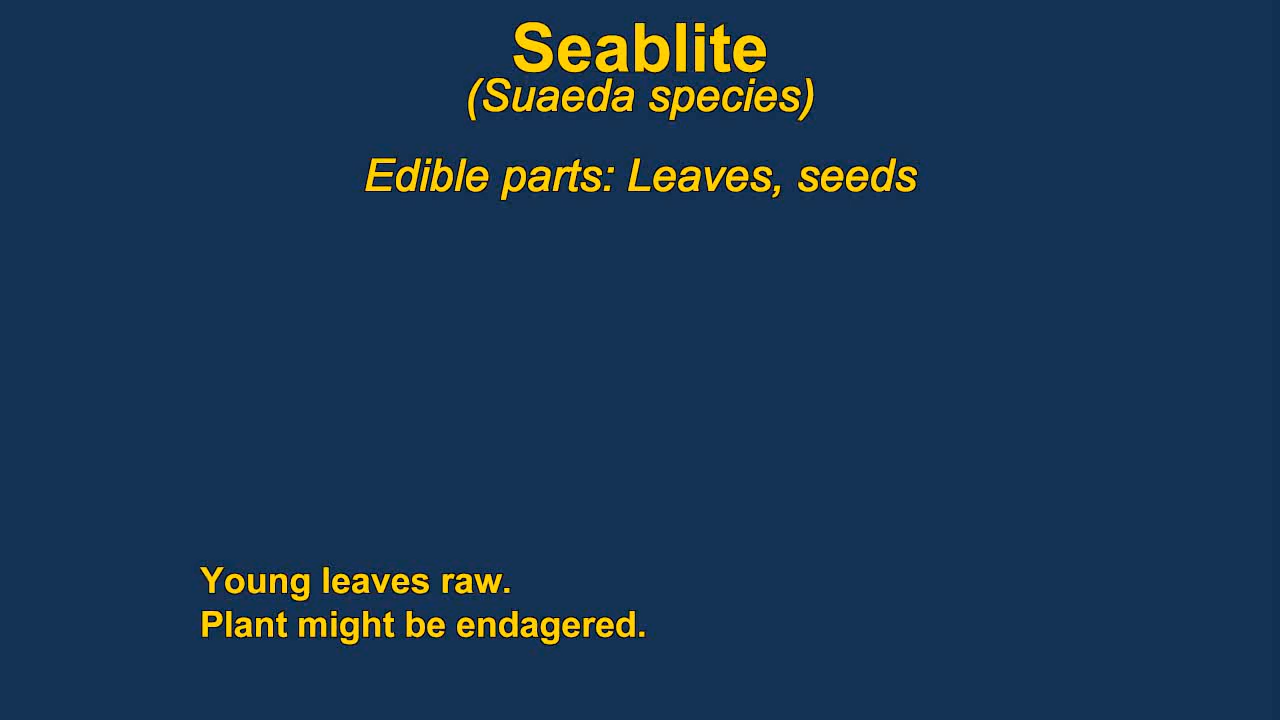 Seablite
(Suaeda species)
Edible parts: Leaves, seeds
Young leaves raw.
Plant might be endagered.